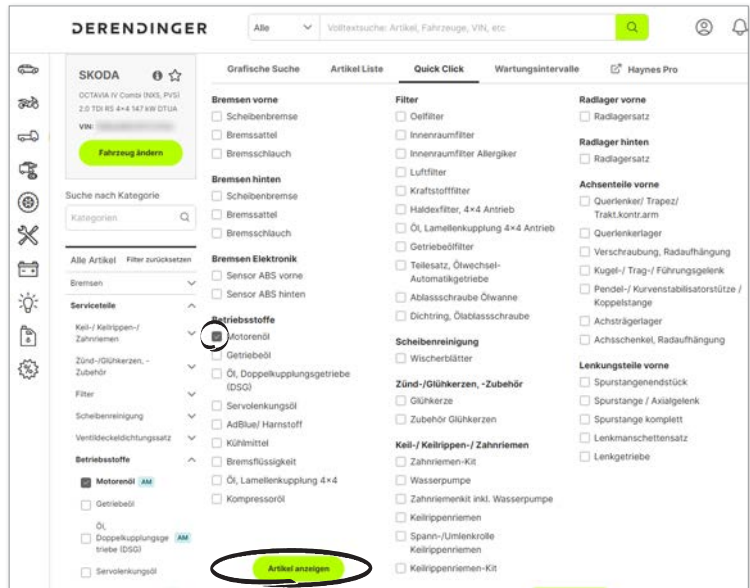 DERENDINGER
Alle
Volltextsuche: Artikel, Fahrzeuge, VIN, etc
SKODA
OCTAVIA IV Combi (NX5, PV5)
2.0 TDI RS 4×4 147 kW DTUA
VIN:
Fahrzeug ändern
Suche nach Kategorie
Kategorien
Alle Artikel Filter zurücksetzen
Bremsen
Serviceteile
Keil-/ Keilrippen-/
Zahnriemen
Zünd-/Glühkerzen, -
Zubehör
Filter
Scheibenreinigung
Ventildeckeldichtungssatz
Betriebsstoffe
Motorenöl AM
Getriebeöl
Öl,
Doppelkupplungsge AM
triebe (DSG)
Servolenkungsöl
Grafische Suche
Artikel Liste
Quick Click
Wartungsintervalle
Haynes Pro
Bremsen vorne
Scheibenbremse
Bremssattel
Bremsschlauch
Bremsen hinten
Scheibenbremse
Bremssattel
Bremsschlauch
Bremsen Elektronik
Sensor ABS vorne
Sensor ABS hinten
Betriebsstoffe
Motorenöl
Getriebeöl
Öl, Doppelkupplungsgetriebe
(DSG)
Servolenkungsöl
AdBlue/ Harnstoff
Kühlmittel
Bremsflüssigkeit
Öl, Lamellenkupplung 4×4
Kompressoröl
Artikel anzeigen
Filter
Oelfilter
Innenraumfilter
Innenraumfilter Allergiker
Luftfilter
Kraftstofffilter
Haldexfilter, 4×4 Antrieb
Öl, Lamellenkupplung 4×4 Antrieb
Getriebeölfilter
Teilesatz, Ölwechsel-
Automatikgetriebe
Ablassschraube Ölwanne
Dichtring, Ölablassschraube
Scheibenreinigung
Wischerblätter
Zünd-/Glühkerzen, -Zubehör
Glühkerze
Zubehör Glühkerzen
Keil-/ Keilrippen-/ Zahnriemen
Zahnriemen-Kit
Wasserpumpe
Zahnriemenkit inkl. Wasserpumpe
Keilrippenriemen
Spann-/Umlenkrolle
Keilrippenriemen
Keilrippenriemen-Kit
Radlager vorne
Radlagersatz
Radlager hinten
Radlagersatz
Achsenteile vorne
Querlenker/ Trapez/
Trakt.kontr.arm
Querlenkerlager
Verschraubung, Radaufhängung
Kugel-/ Trag-/ Führungsgelenk
Pendel-/ Kurvenstabilisatorstütze /
Koppelstange
Achsträgerlager
Achsschenkel, Radaufhängung
Lenkungsteile vorne
Spurstangenendstück
Spurstange / Axialgelenk
Spurstange komplett
Lenkmanschettensatz
Lenkgetriebe